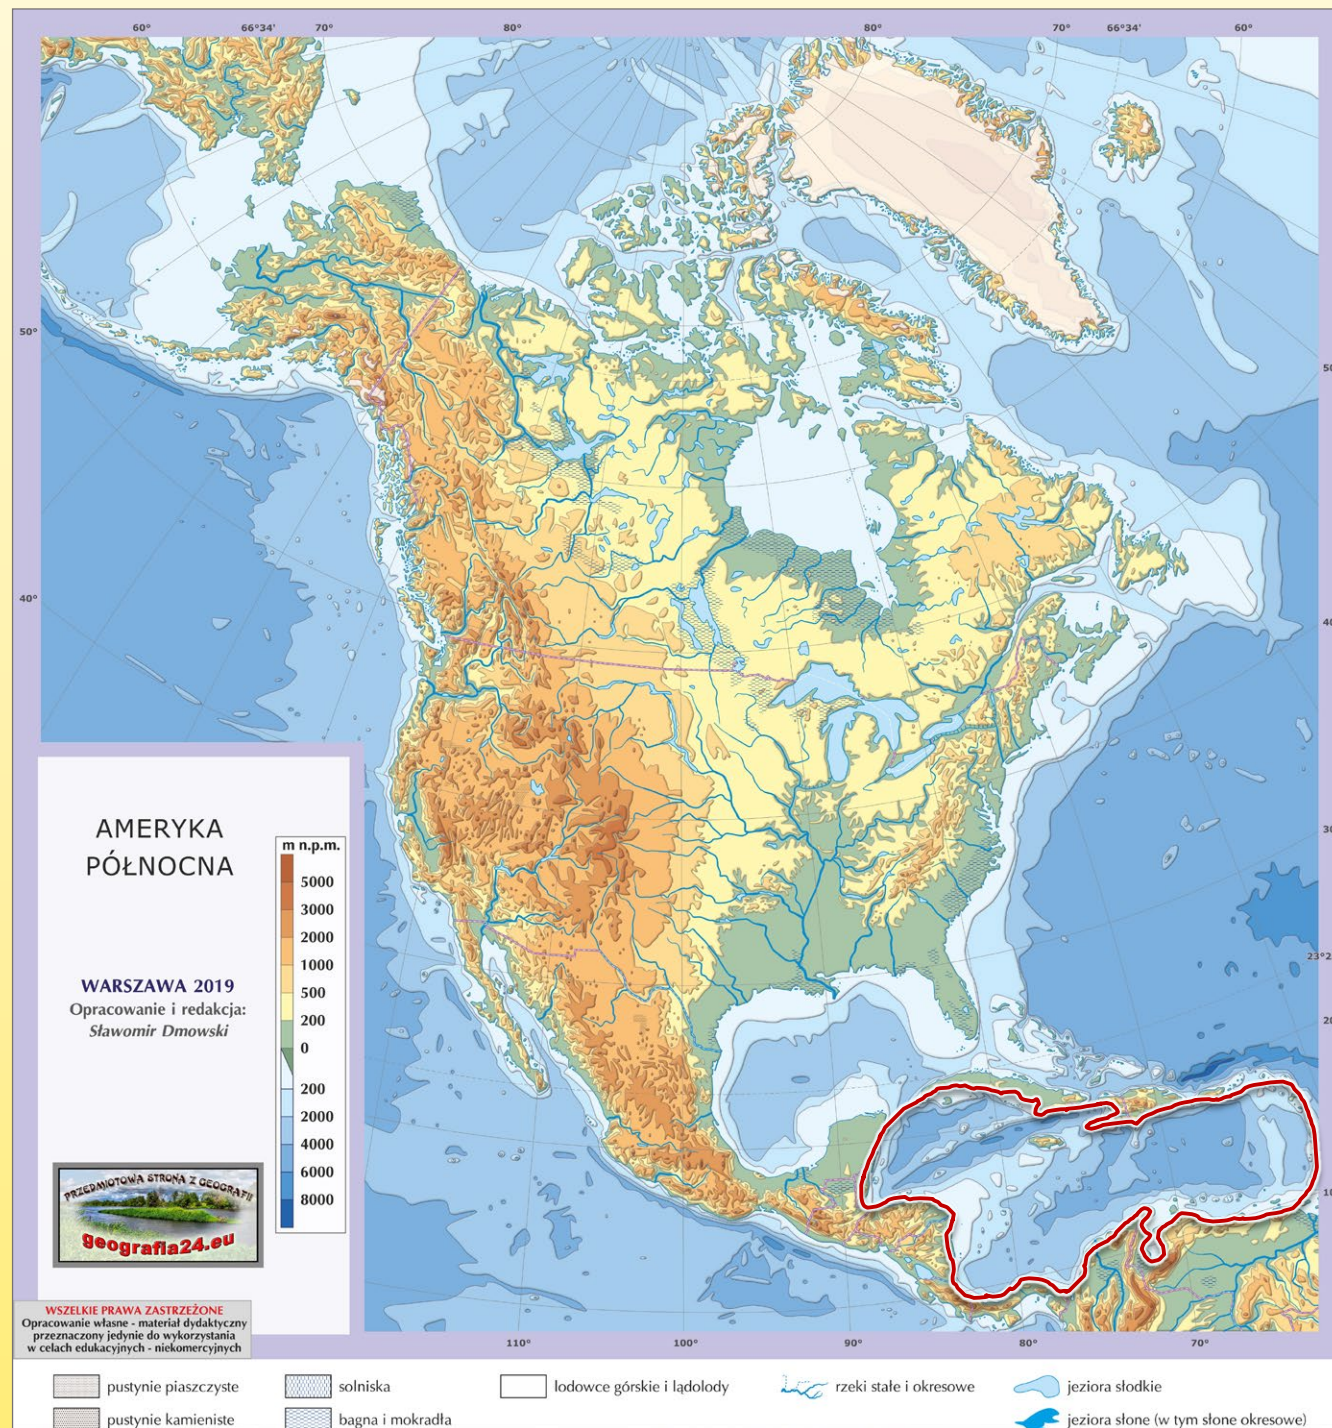 60°
66°34'
70°
80°
80°
70°
66°34'
60°
50°
40°
AMERYKA
PÓŁNOCNA
WARSZAWA 2019
Opracowanie i redakcja:
Sławomir Dmowski
m n.p.m.
5000
3000
2000
1000
500
200
0
200
2000
4000
6000
8000
PRZEDMIOTOWA STRONA Z GEOGRAFII
geografia24.eu
WSZELKIE PRAWA ZASTRZEŻONE
Opracowanie własne - materiał dydaktyczny
przeznaczony jedynie do wykorzystania
w celach edukacyjnych - niekomercyjnych
110°
100°
90°
80°
70°
pustynie piaszczyste
solniska
lodowce górskie i lądolody
rzeki stałe i okresowe
jeziora słodkie
pustynie kamieniste
bagna i mokradła
jeziora słone (w tym słone okresowe)